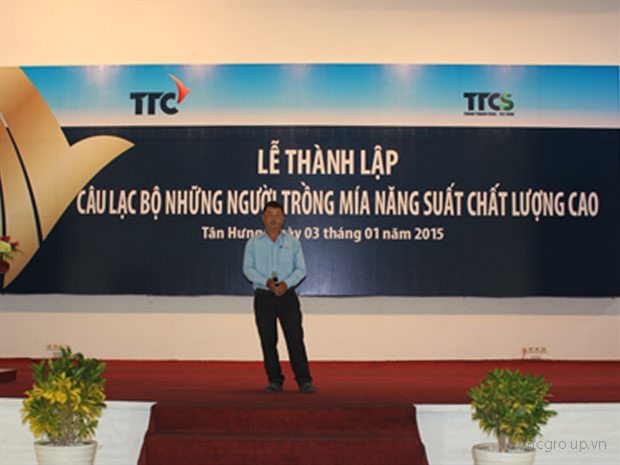 TTC
TTCS
LỄ THÀNH LẬP
CÂU LẠC BỘ NHỮNG NGƯỜI TRỒNG MÍA NĂNG SUẤT CHẤT LƯỢNG CAO
Tân Hưng ày 03 tháng 01 năm 2015